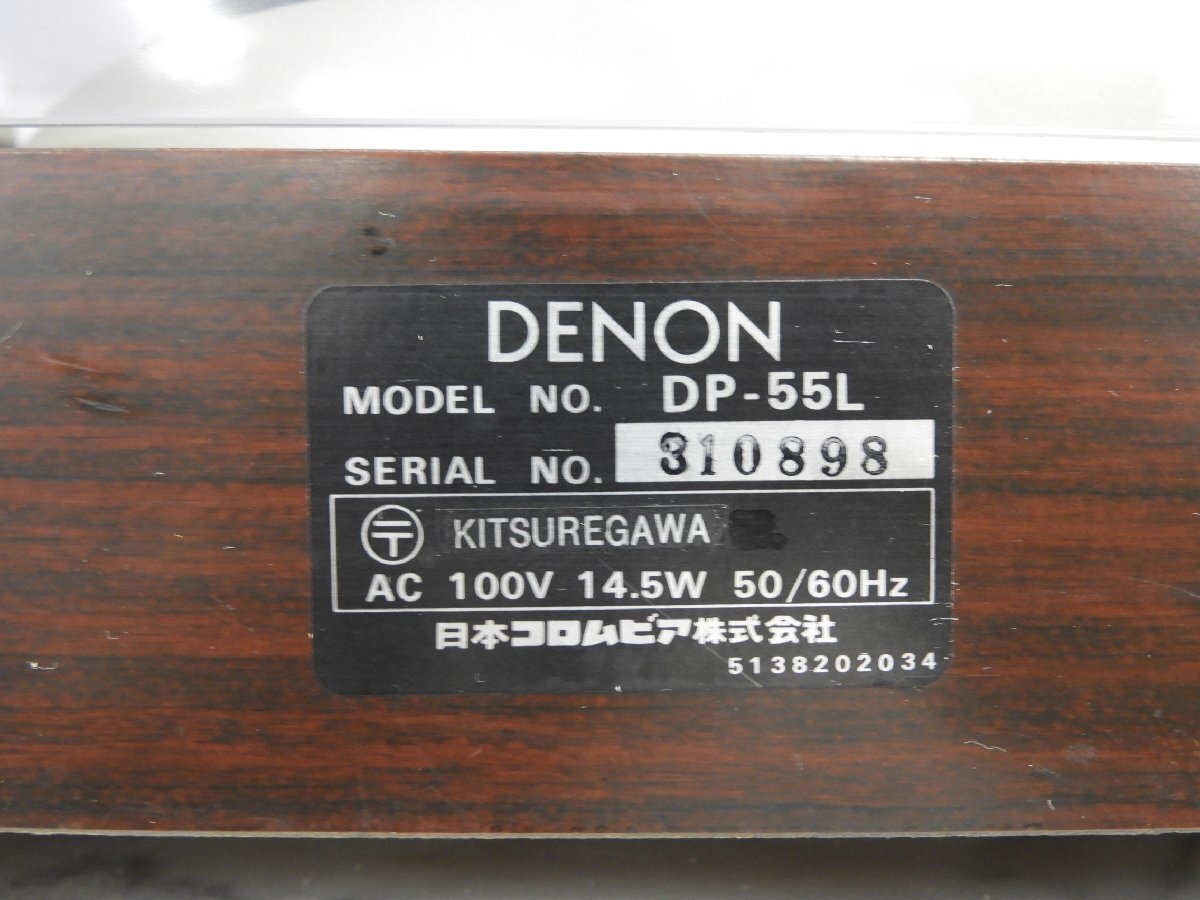 DENON
MODEL NO. DP-55L
SERIAL NO. 310898
〒 KITSUREGAWA
AC 100V 14.5W 50/60Hz
日本コロムビア株式会社
5138202034